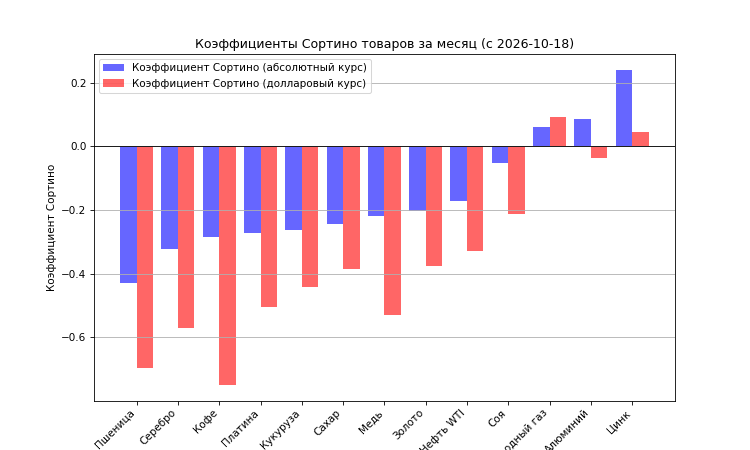 Коэффициенты Сортино товаров за месяц (с 2026-10-18)
Коэффициент Сортино (абсолютный курс)
Коэффициент Сортино (долларовый курс)
Коэффициент Сортино
0.2
0.0
−0.2
−0.4
−0.6
Пшеница
Серебро
Кофе
Платина
Кукуруза
Сахар
Медь
Золото
Нефть WTI
Соя
газ
Алюминий
Цинк